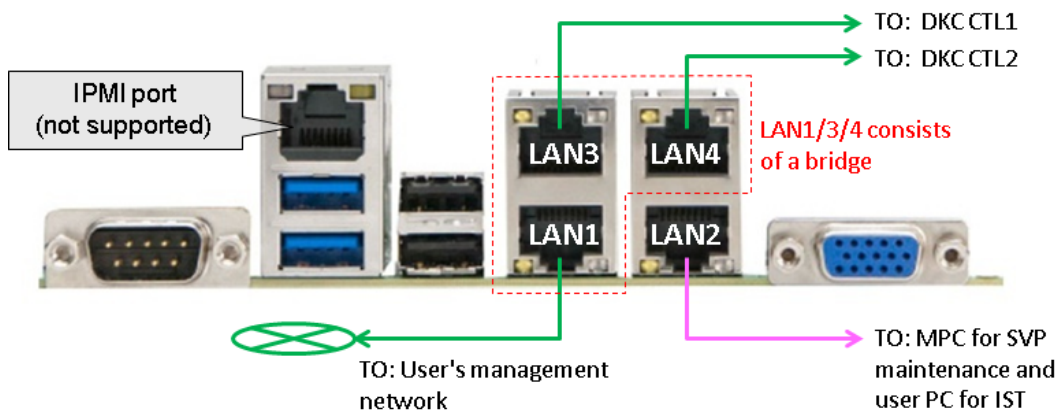 TO: DKC CTL1
TO: DKC CTL2
IPMI port
(not supported)
LAN3
LAN4
LAN1/3/4 consists
of a bridge
LAN1
LAN2
TO: User's management
network
TO: MPC for SVP
maintenance and
user PC for IST